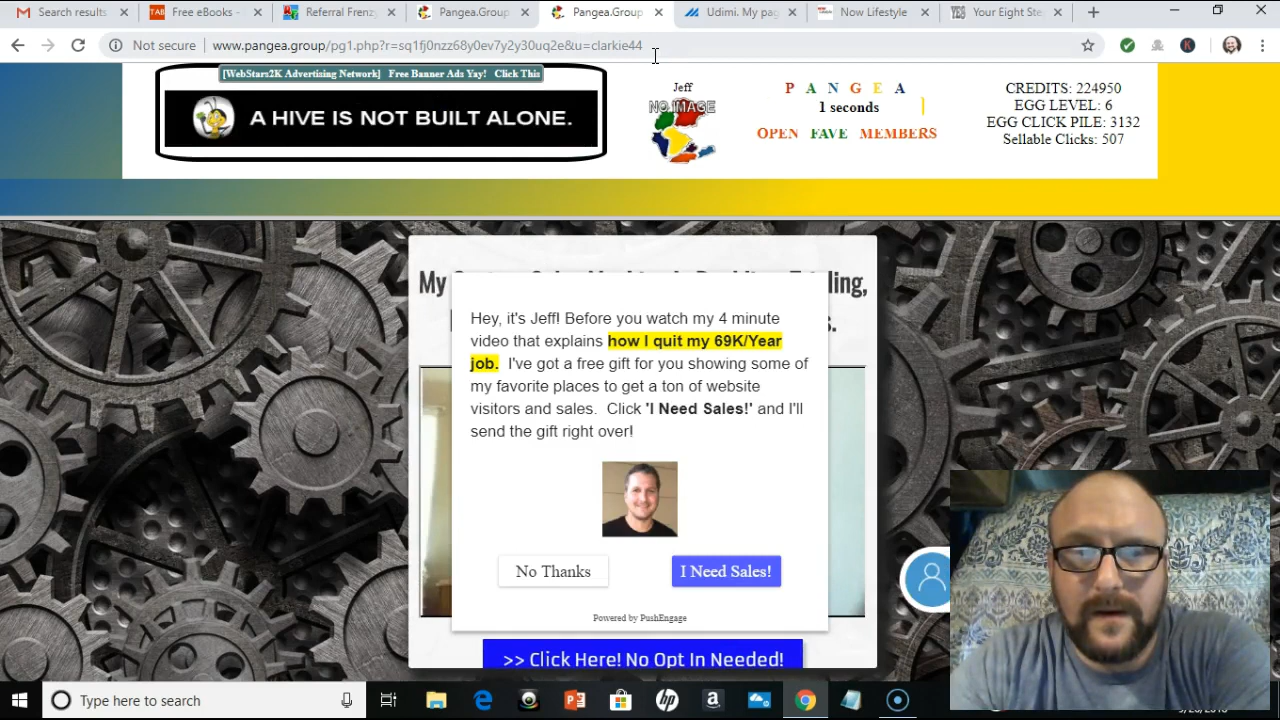 Search results
Free eBooks -
Referral Frenzy
Pangea.Group
Pangea.Group
Udimi. My pag
Now Lifestyle
Your Eight Ste
Not secure
www.pangea.group/pg1.php?r=sq1fj0nzz68y0ev7y2y30uq2e&u=clarkie44
[WebStars2K Advertising Network] Free Banner Ads Yay! Click This
A HIVE IS NOT BUILT ALONE.
Jeff
NO IMAGE
P A N G E A
1 seconds
OPEN FAVE MEMBERS
CREDITS: 224950
EGG LEVEL: 6
EGG CLICK PILE: 3132
Sellable Clicks: 507
My
ling,
Hey, it's Jeff! Before you watch my 4 minute
video that explains how I quit my 69K/Year
job. I've got a free gift for you showing some of
my favorite places to get a ton of website
visitors and sales. Click 'I Need Sales!' and I'll
send the gift right over!
No Thanks
I Need Sales!
Powered by PushEngage
>> Click Here! No Opt In Needed!
Type here to search